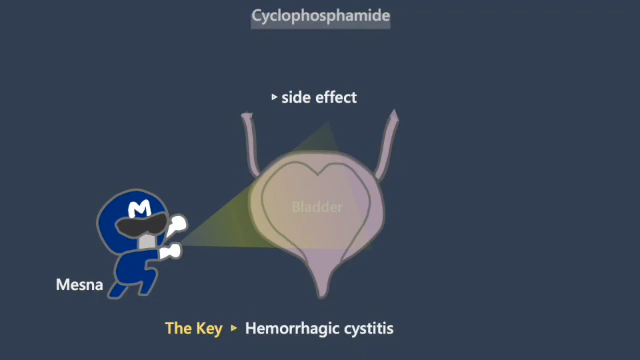 Cyclophosphamide
▸ side effect
M
Bladder
Mesna
The Key ▸ Hemorrhagic cystitis